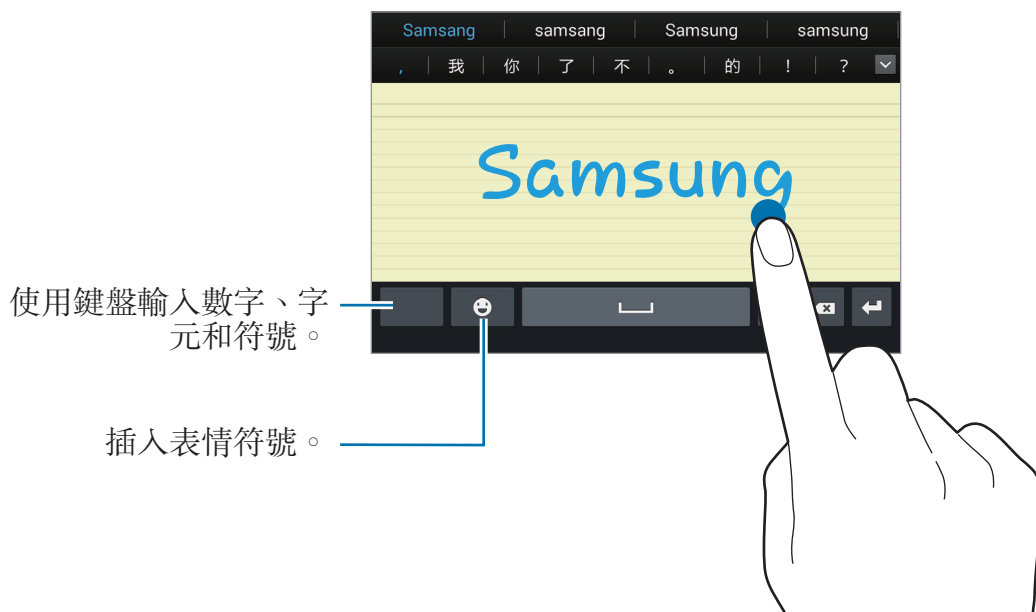 Samsang samsang Samsung samsung
, 我 你 了 不 。 的 ! ?
Samsung
使用鍵盤輸入數字、字
元和符號。
插入表情符號。